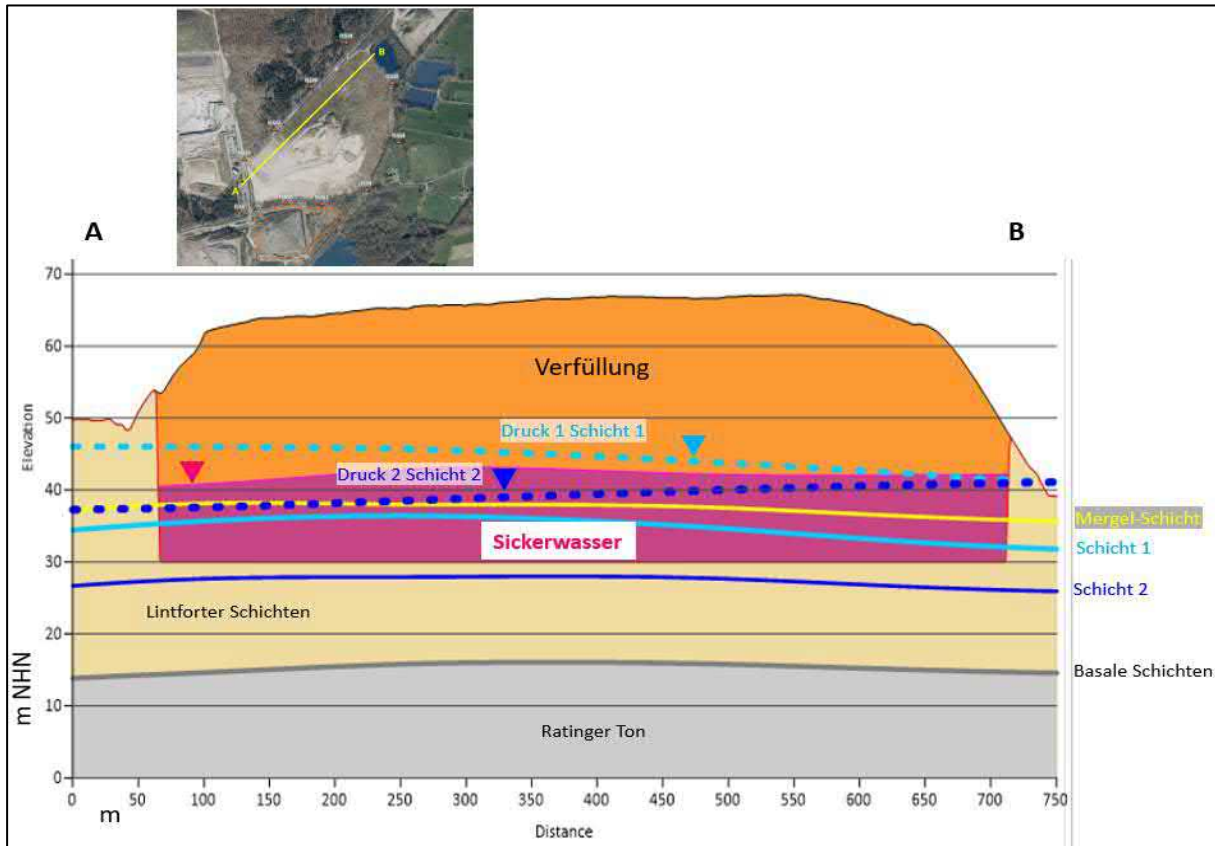 B
A
A
B
70
60
50
40
30
20
10
0
Elevation
m NHN
Verfüllung
Druck 1 Schicht 1
Druck 2 Schicht 2
Sickerwasser
Mergel-Schicht
Schicht 1
Schicht 2
Lintforter Schichten
Basale Schichten
Ratinger Ton
0 50 100 150 200 250 300 350 400 450 500 550 600 650 700 750
m
Distance